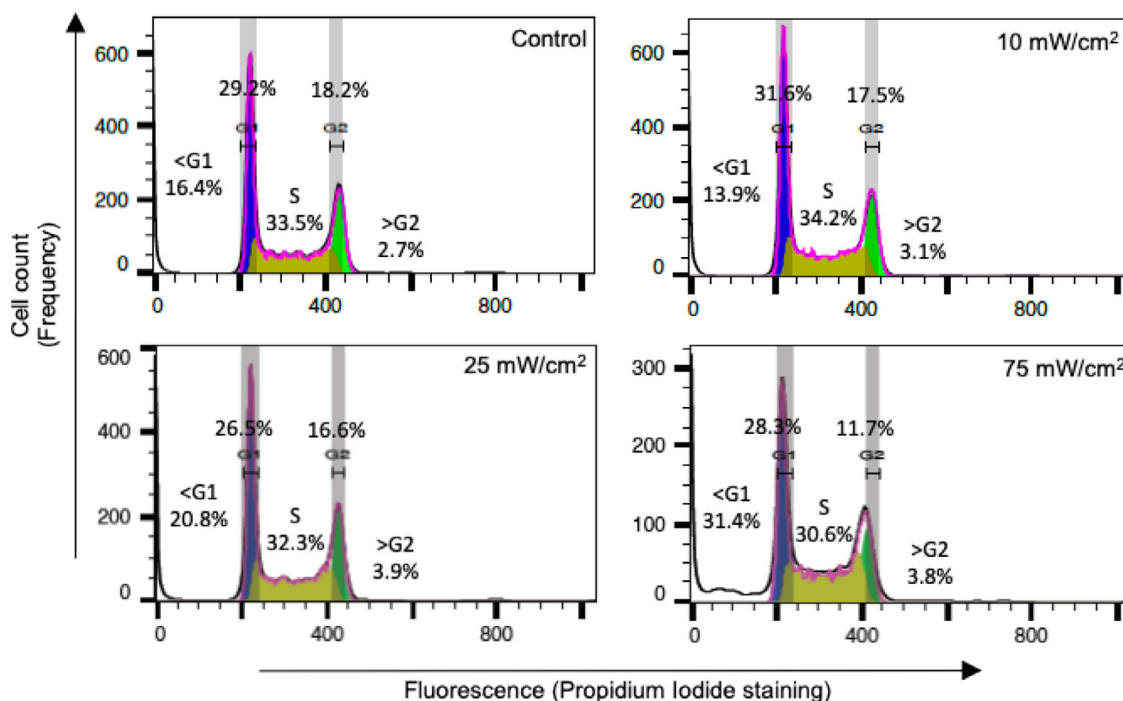 Cell count
(Frequency)
Control
600
400
200
0
29.2%
18.2%
G1
G2
<G1
16.4%
S
33.5%
>G2
2.7%
0
400
800
10 mW/cm²
600
400
200
0
31.6%
17.5%
G1
G2
<G1
13.9%
S
34.2%
>G2
3.1%
0
400
800
25 mW/cm²
600
400
200
0
26.5%
16.6%
G1
G2
<G1
20.8%
S
32.3%
>G2
3.9%
0
400
800
75 mW/cm²
300
200
100
0
28.3%
11.7%
G1
G2
<G1
31.4%
S
30.6%
>G2
3.8%
0
400
800
Fluorescence (Propidium Iodide staining)